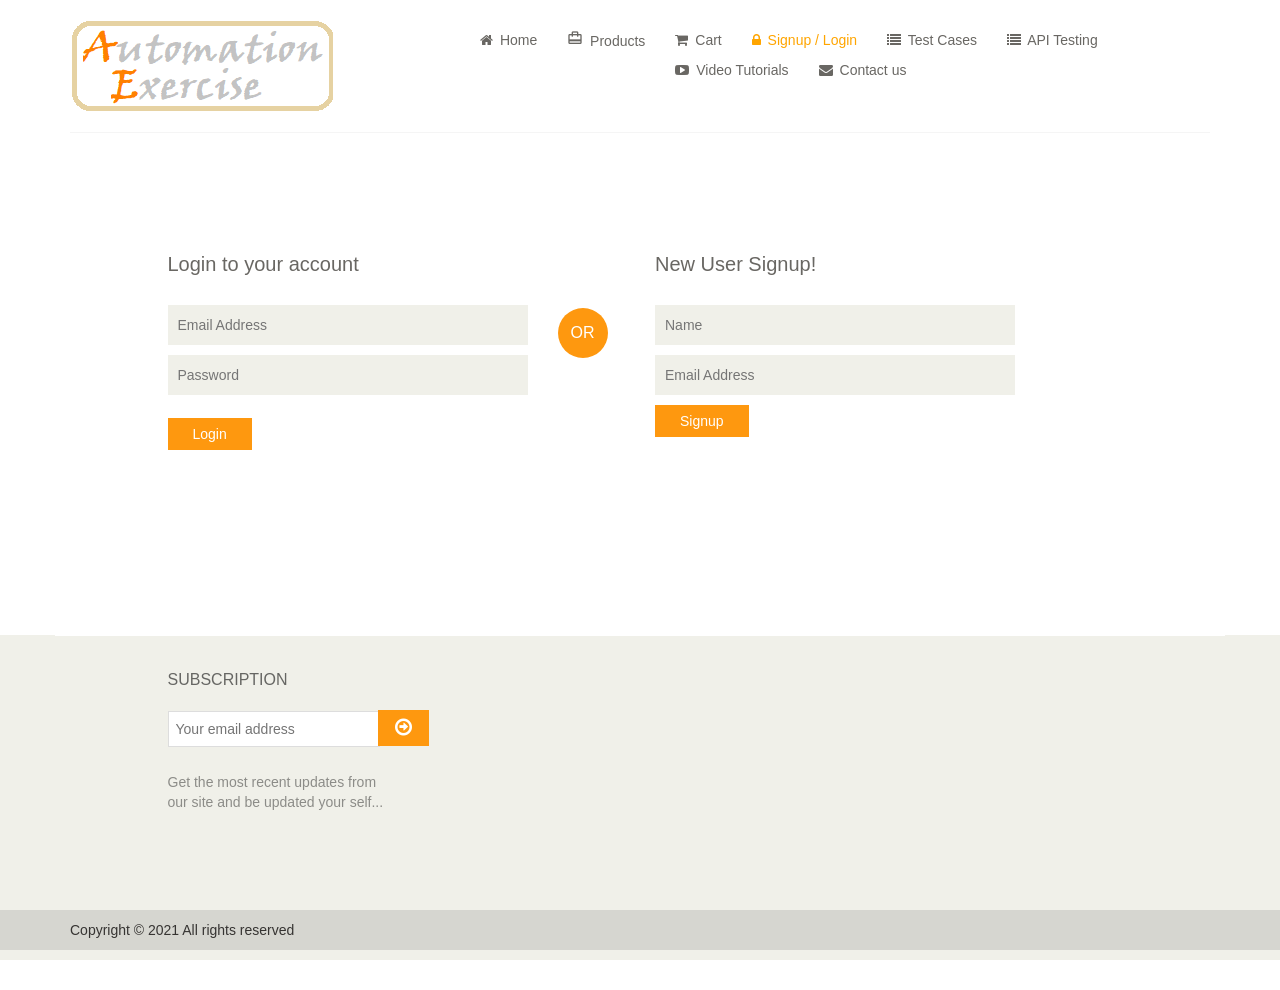 Automation
Exercise
Home
Products
Cart
Signup / Login
Test Cases
API Testing
Video Tutorials
Contact us
Login to your account
Email Address
Password
Login
OR
New User Signup!
Name
Email Address
Signup
SUBSCRIPTION
Your email address
Get the most recent updates from
our site and be updated your self...
Copyright © 2021 All rights reserved